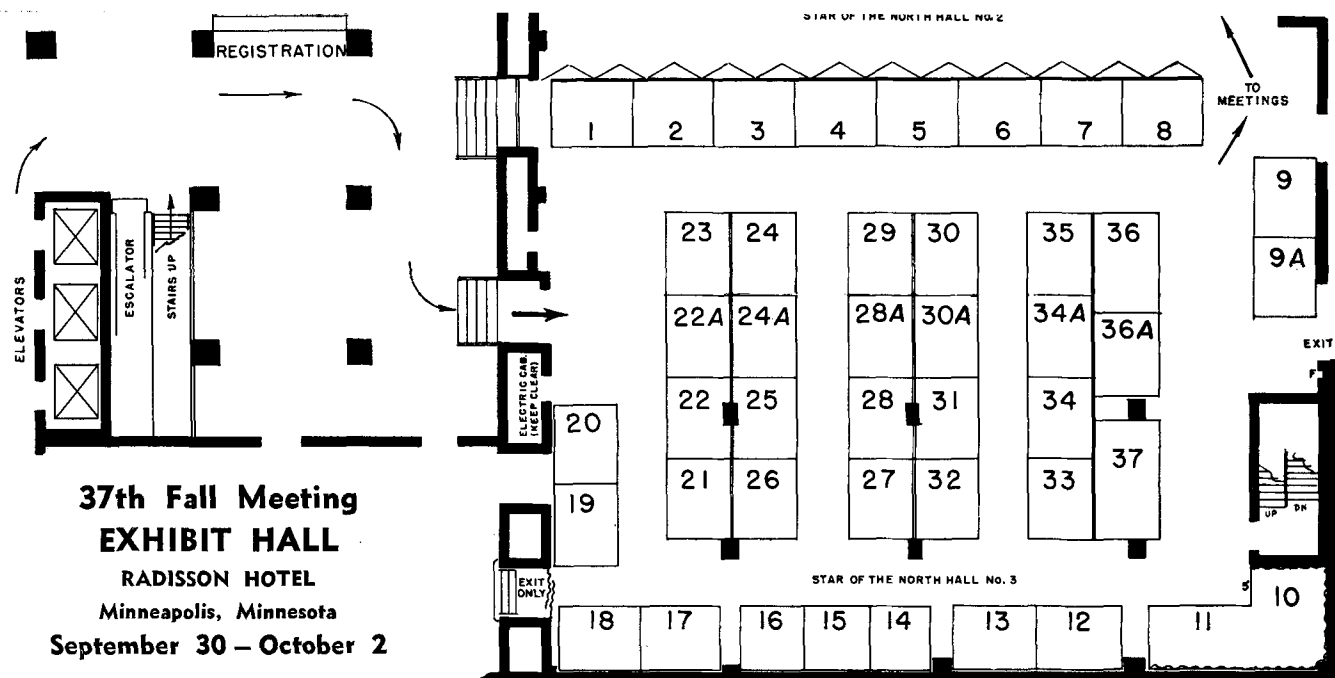 STAR OF THE NORTH HALL No. 2
REGISTRATION
TO
MEETINGS
1 2 3 4 5 6 7 8
9
9A
23 24 29 30 35 36
22A 24A 28A 30A 34A 36A
22 25 28 31 34
21 26 27 32 33 37
20
19
ELEVATORS
ESCALATOR
STAIRS UP
ELECTRIC CAB.
(KEEP CLEAR)
EXIT
F
UP DN
37th Fall Meeting
EXHIBIT HALL
RADISSON HOTEL
Minneapolis, Minnesota
September 30 – October 2
EXIT
ONLY
STAR OF THE NORTH HALL No. 3
5
10
18 17 16 15 14 13 12 11